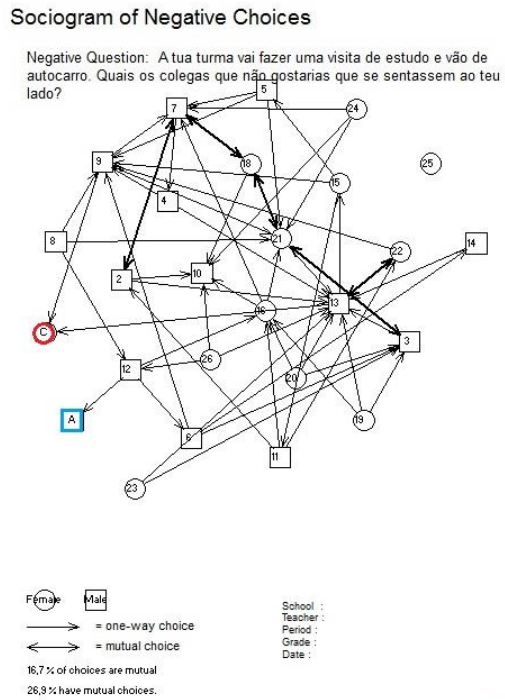 Sociogram of Negative Choices
Negative Question: A tua turma vai fazer uma visita de estudo e vão de
autocarro. Quais os colegas que não gostarias que se sentassem ao teu
lado?
5
7
24
9
18
25
15
4
21
8
14
22
2
10
13
16
C
3
26
12
20
A
19
6
11
23
Female
Male
= one-way choice
= mutual choice
16,7 % of choices are mutual
26,9 % have mutual choices.
School :
Teacher :
Period :
Grade :
Date :